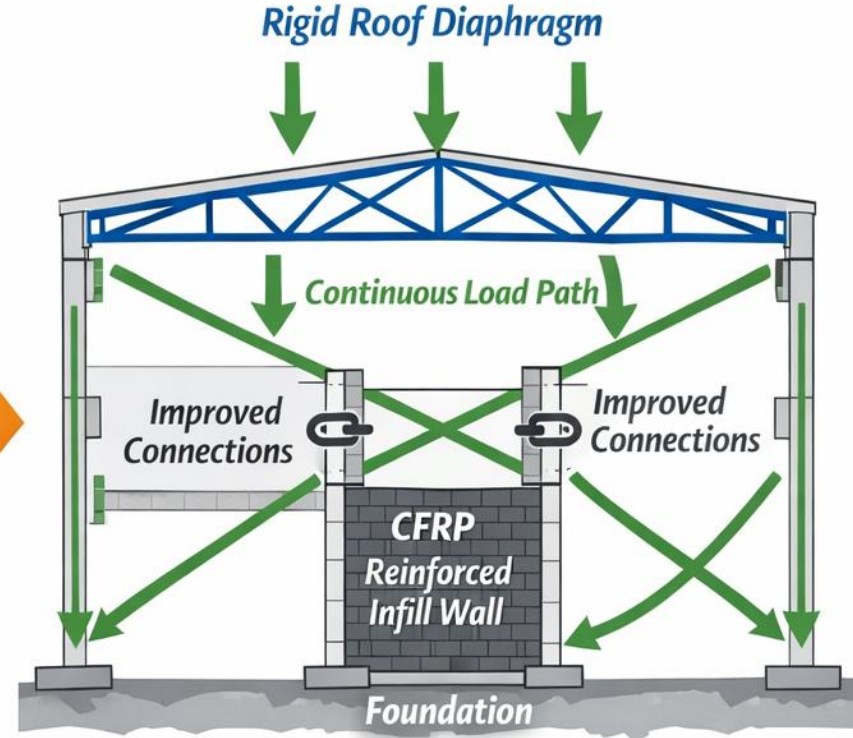 Rigid Roof Diaphragm
Continuous Load Path
Improved
Connections
Improved
Connections
CFRP
Reinforced
Infill Wall
Foundation